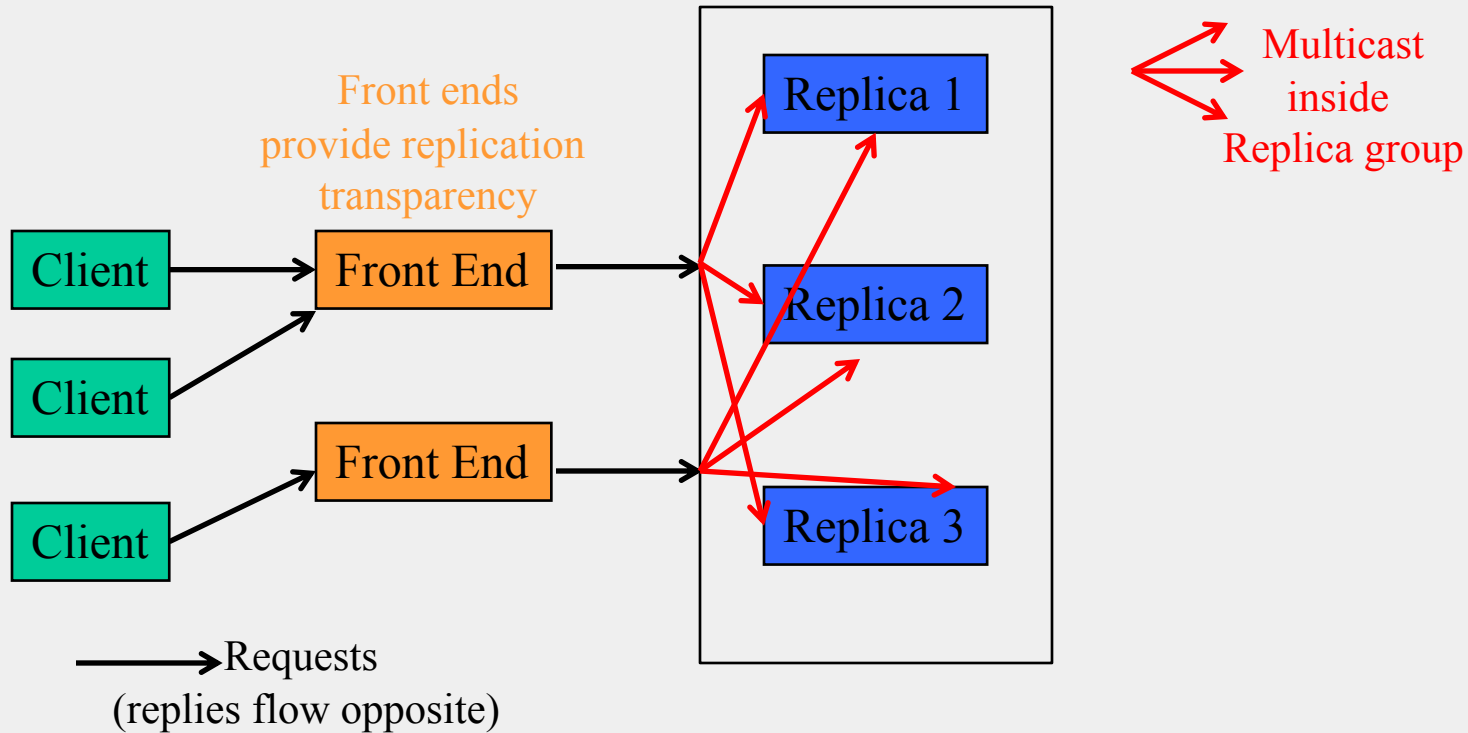 Front ends
provide replication
transparency
Client
Client
Client
Front End
Front End
Replica 1
Replica 2
Replica 3
Multicast
inside
Replica group
Requests
(replies flow opposite)